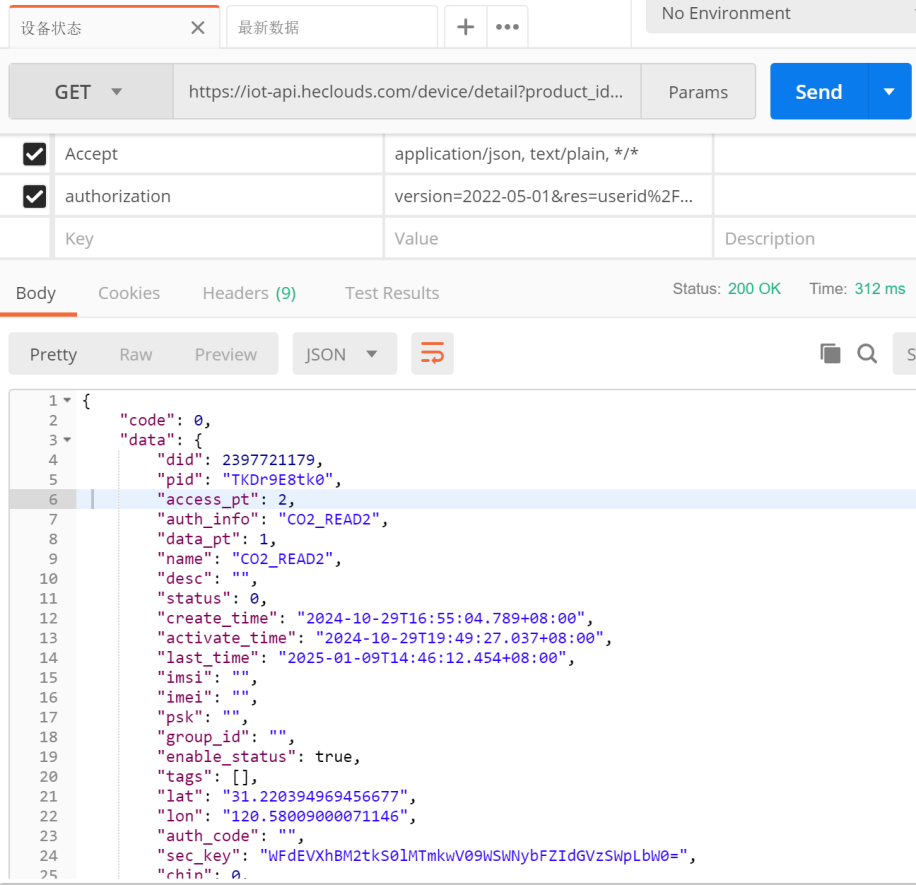 设备状态
最新数据
No Environment
GET
https://iot-api.heclouds.com/device/detail?product_id...
Params
Send
Accept
application/json, text/plain, */*
authorization
version=2022-05-01&res=userid%2F...
Key
Value
Description
Body
Cookies
Headers (9)
Test Results
Status: 200 OK
Time: 312 ms
Pretty
Raw
Preview
JSON
S
1 {
2 "code": 0,
3 "data": {
4 "did": 2397721179,
5 "pid": "TKDr9E8tk0",
6 "access_pt": 2,
7 "auth_info": "CO2_READ2",
8 "data_pt": 1,
9 "name": "CO2_READ2",
10 "desc": "",
11 "status": 0,
12 "create_time": "2024-10-29T16:55:04.789+08:00",
13 "activate_time": "2024-10-29T19:49:27.037+08:00",
14 "last_time": "2025-01-09T14:46:12.454+08:00",
15 "imsi": "",
16 "imei": "",
17 "psk": "",
18 "group_id": "",
19 "enable_status": true,
20 "tags": [],
21 "lat": "31.220394969456677",
22 "lon": "120.58009000071146",
23 "auth_code": "",
24 "sec_key": "WFdEVXhBM2tkS0lMTmkwV09WSWNybFZIdGVzSWpLbW0=",
25 "chip": 0,